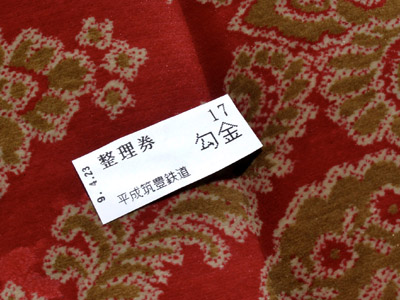 17
整理券 勾金
9. 4.23
平成筑豊鉄道